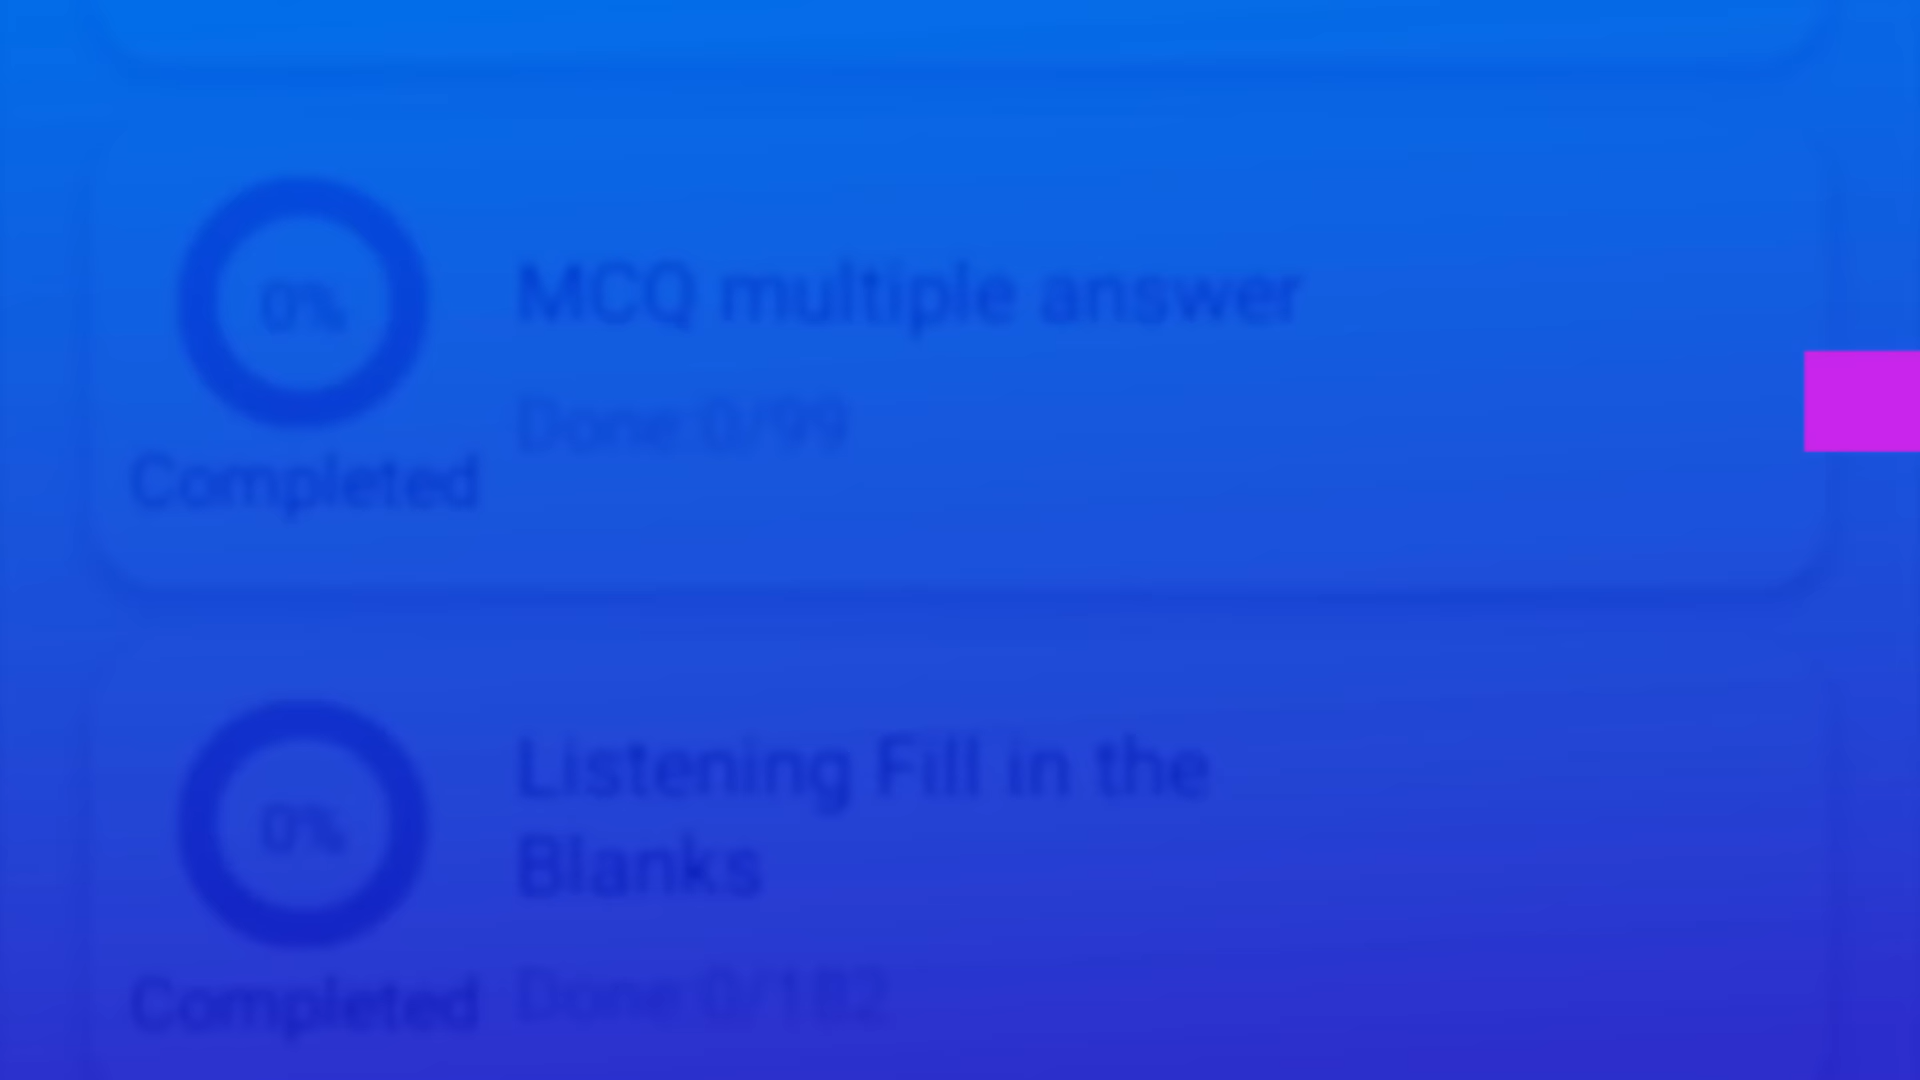 0%
MCQ multiple answer
Done:0/99
Completed
0%
Listening Fill in the
Blanks
Done:0/182
Completed